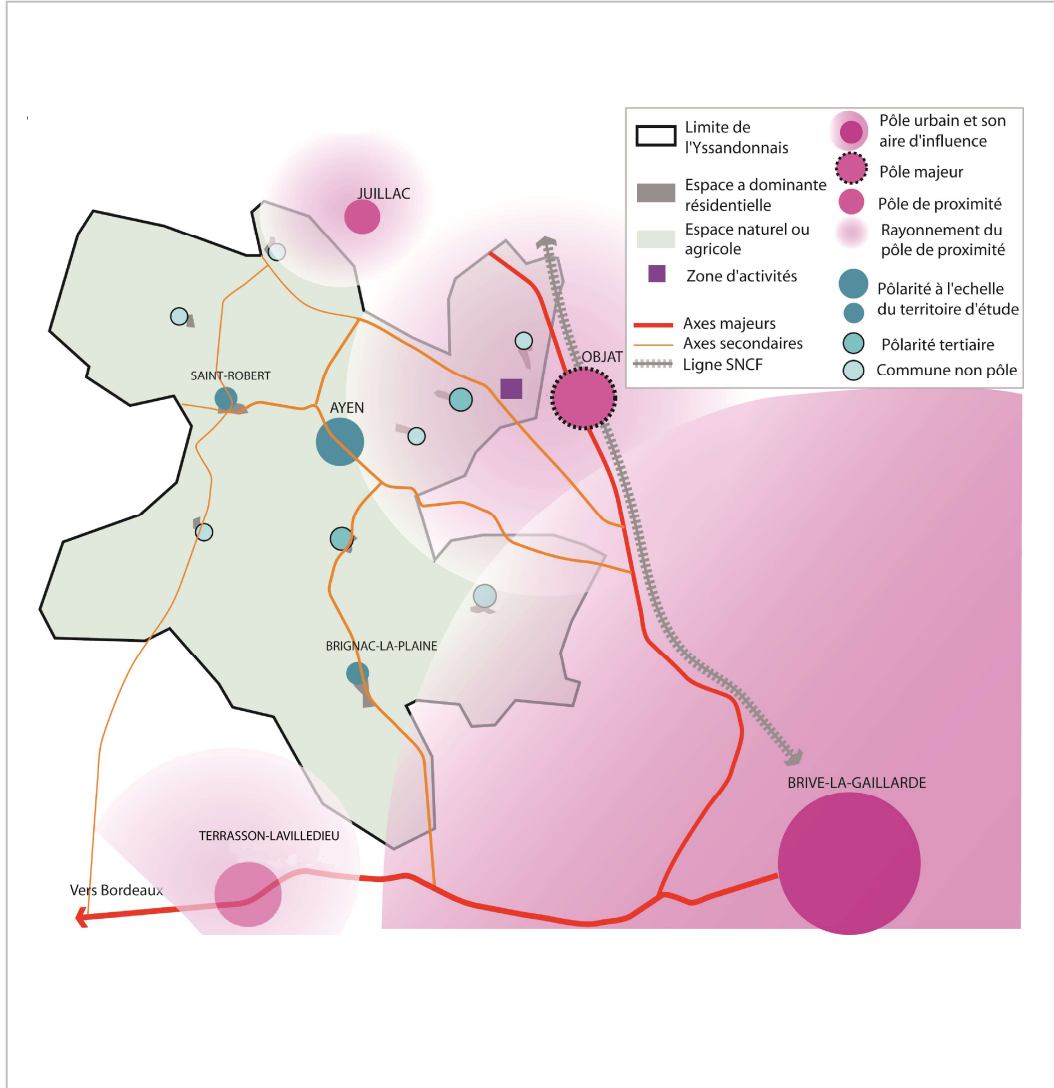 Limite de
l'Yssandonnais
Espace a dominante
résidentielle
Espace naturel ou
agricole
Zone d'activités
Axes majeurs
Axes secondaires
Ligne SNCF
Pôle urbain et son
aire d'influence
Pôle majeur
Pôle de proximité
Rayonnement du
pôle de proximité
Pôlarité à l'echelle
du territoire d'étude
Pôlarité tertiaire
Commune non pôle
JUILLAC
OBJAT
SAINT-ROBERT
AYEN
BRIGNAC-LA-PLAINE
BRIVE-LA-GAILLARDE
TERRASSON-LAVILLEDIEU
Vers Bordeaux